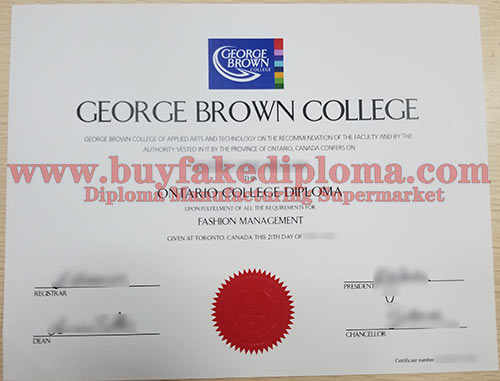 GEORGE
BROWN
COLLEGE
GEORGE BROWN COLLEGE
GEORGE BROWN COLLEGE OF APPLIED ARTS AND TECHNOLOGY ON THE RECOMMENDATION OF THE FACULTY AND BY THE
AUTHORITY VESTED IN IT BY THE PROVINCE OF ONTARIO, CANADA CONFERS ON
www.buyfakediploma.com
THIS
ONTARIO COLLEGE DIPLOMA
Diploma Manufacturing Supermarket
UPON FULFILLMENT OF ALL THE REQUIREMENTS FOR
FASHION MANAGEMENT
GIVEN AT TORONTO, CANADA THIS 21TH DAY OF
REGISTRAR
PRESIDENT
DEAN
CHANCELLOR
Certificate number